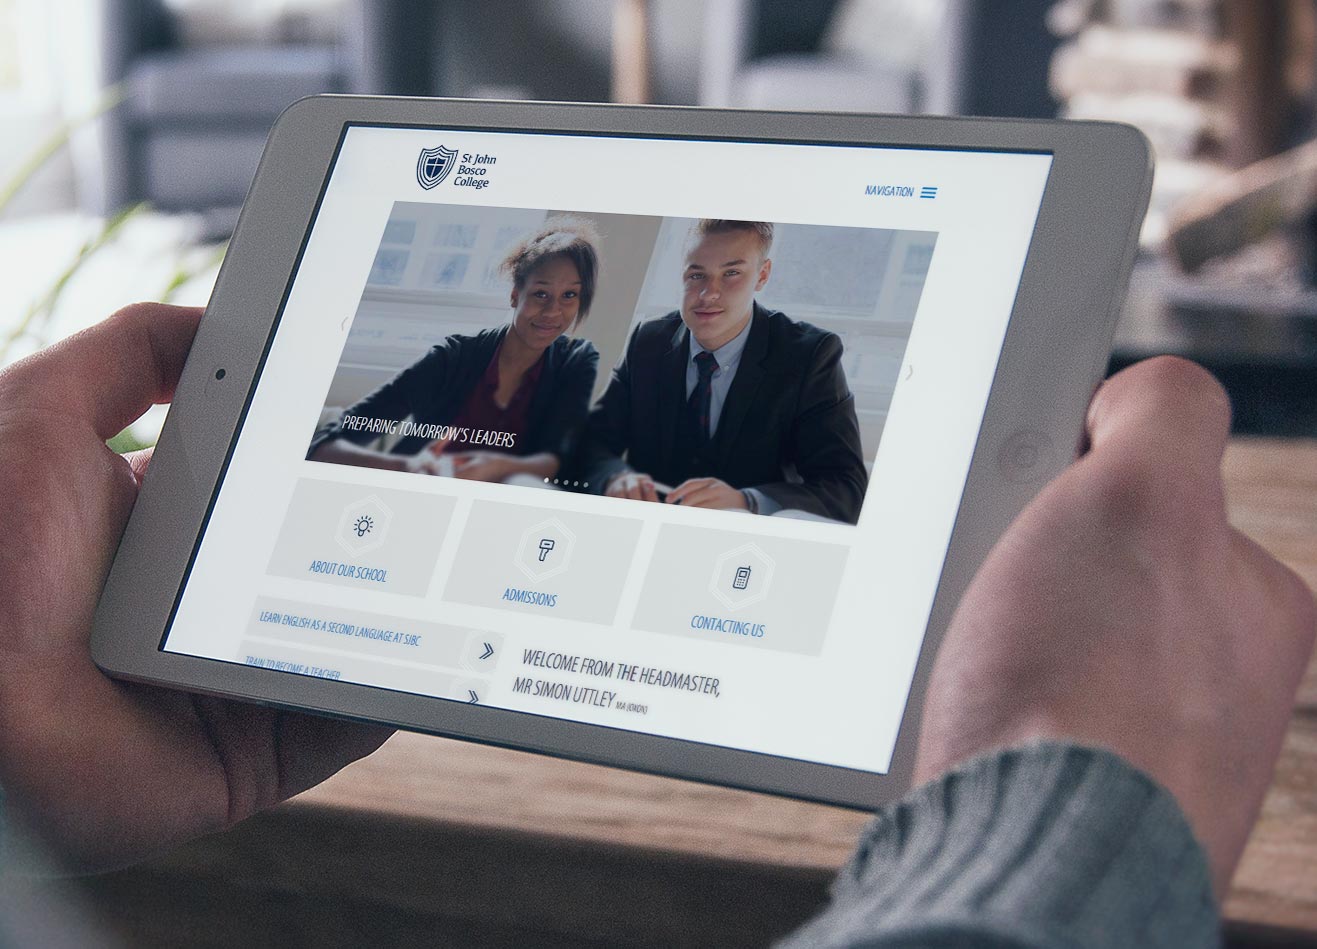 St John
Bosco
College
NAVIGATION
PREPARING TOMORROW'S LEADERS
ABOUT OUR SCHOOL
ADMISSIONS
CONTACTING US
LEARN ENGLISH AS A SECOND LANGUAGE AT SJBC
TRAIN TO BECOME A TEACHER
WELCOME FROM THE HEADMASTER,
MR SIMON UTTLEY MA (OXON)